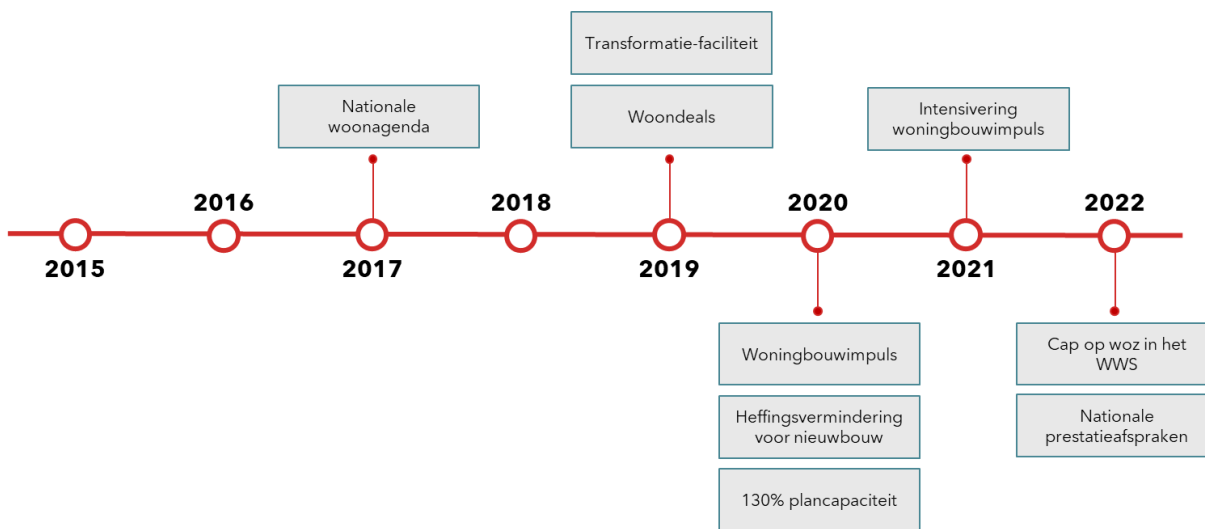 Transformatie-faciliteit
Nationale
woonagenda
Woondeals
Intensivering
woningbouwimpuls
2016
2018
2020
2022
2015
2017
2019
2021
Woningbouwimpuls
Cap op woz in het
WWS
Heffingsvermindering
voor nieuwbouw
Nationale
prestatieafspraken
130% plancapaciteit